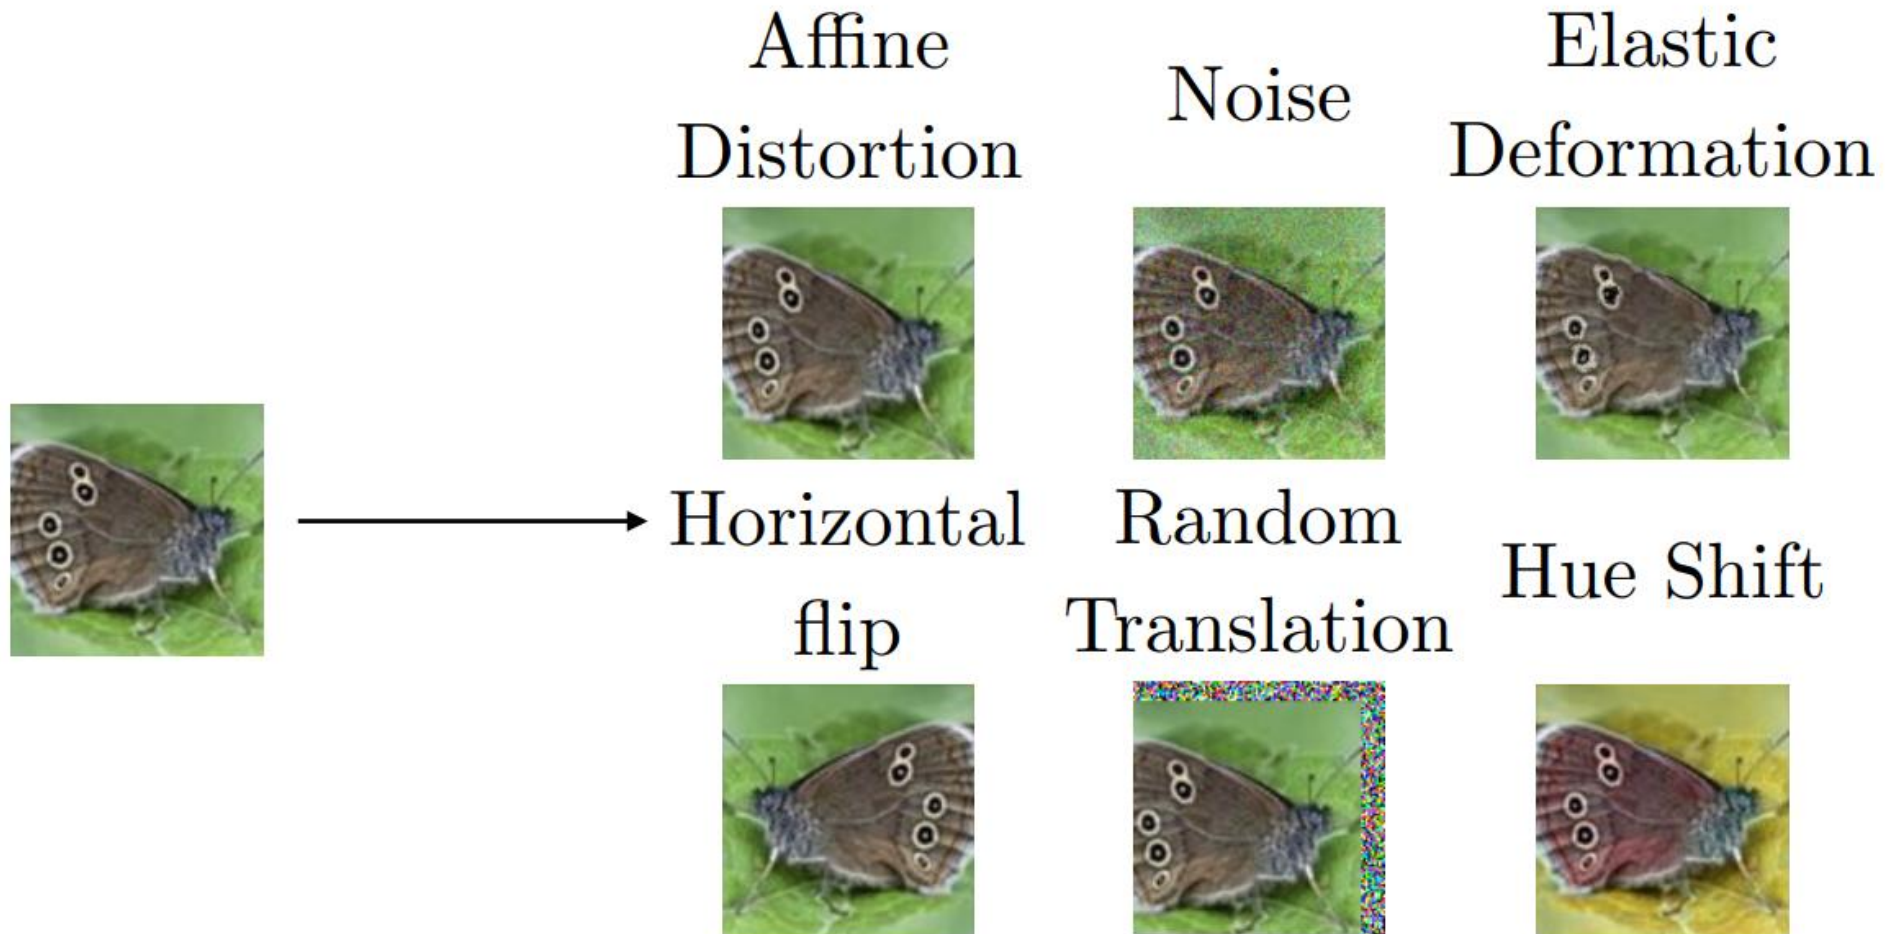 Affine
Distortion
Noise
Elastic
Deformation
Horizontal
flip
Random
Translation
Hue Shift